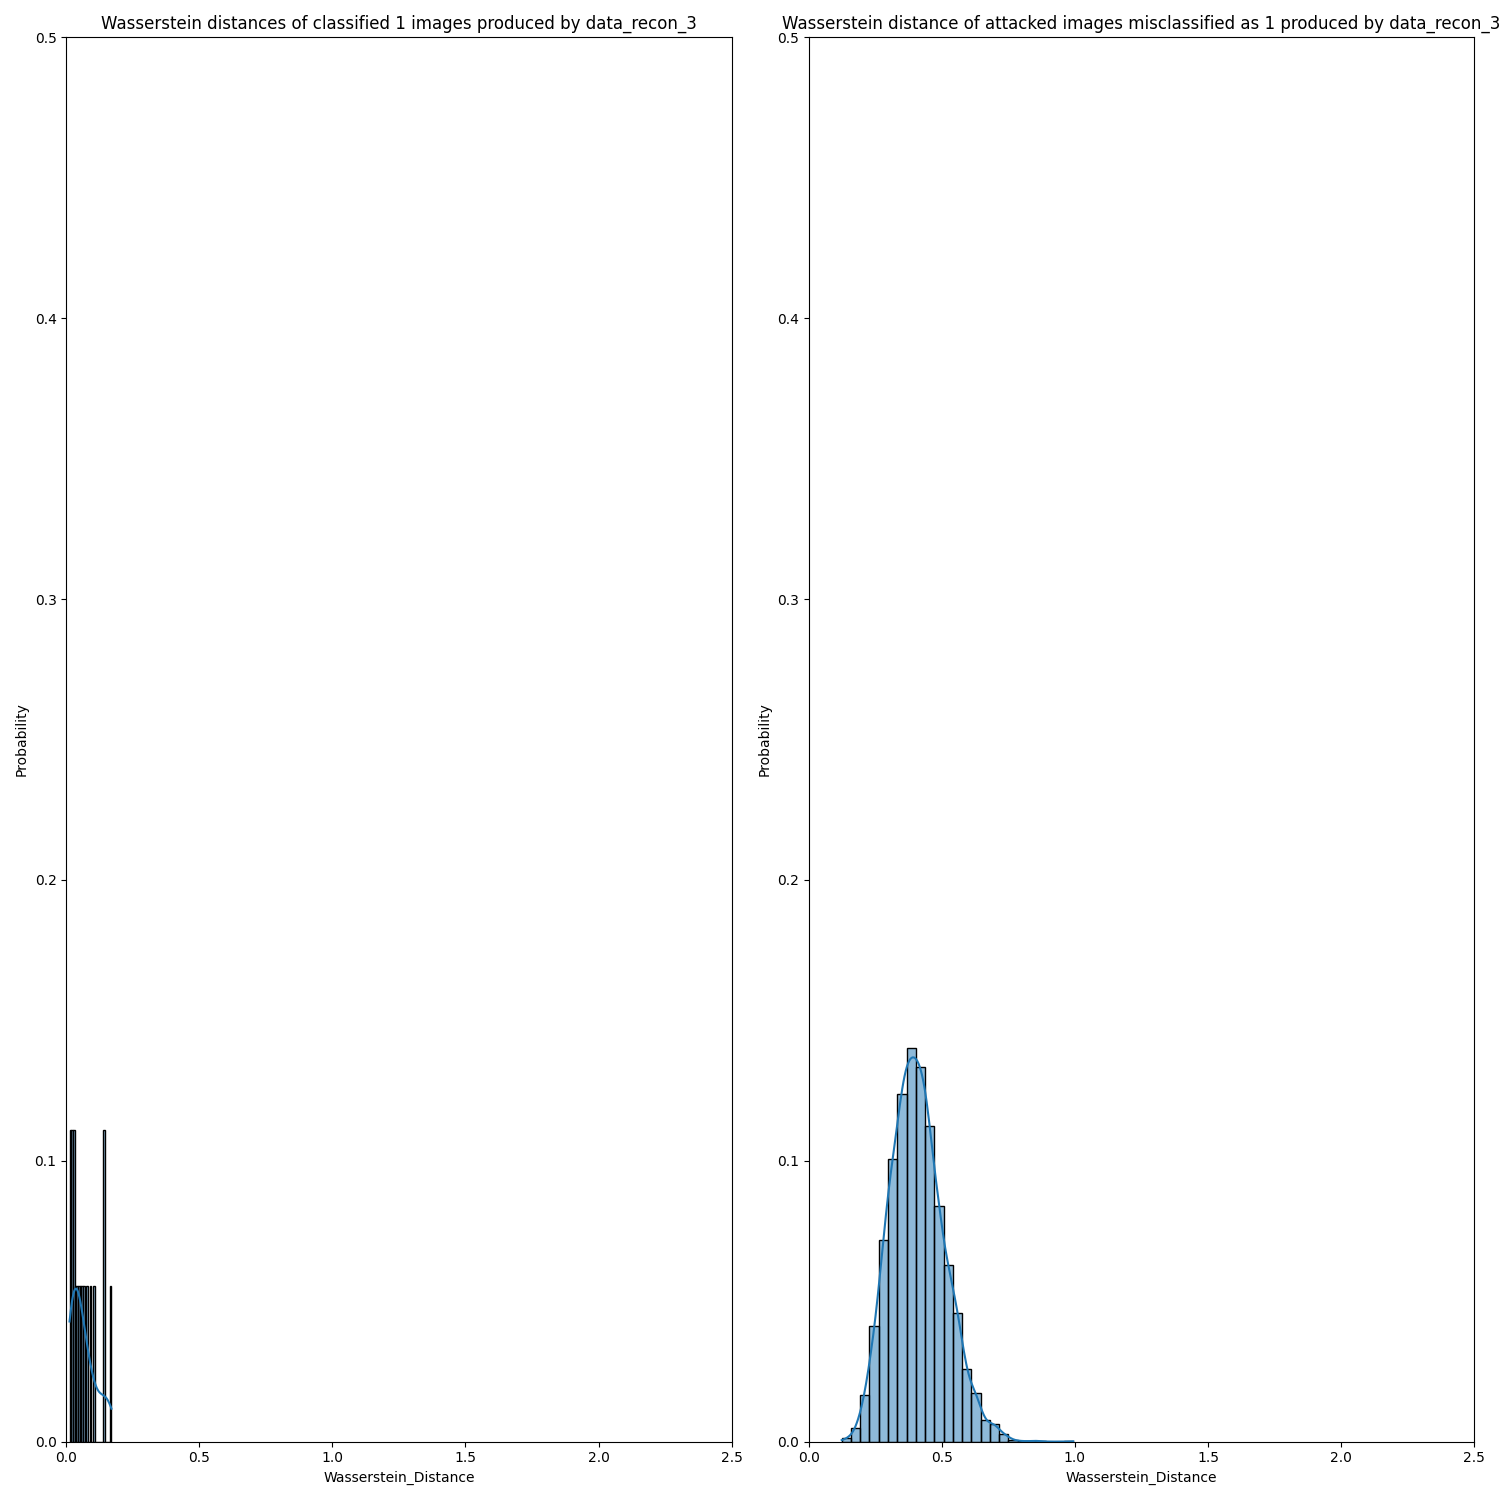 Wasserstein distances of classified 1 images produced by data_recon_3
0.5
0.4
0.3
0.2
0.1
0.0
Probability
0.0 0.5 1.0 1.5 2.0 2.5
Wasserstein_Distance
Wasserstein distance of attacked images misclassified as 1 produced by data_recon_3
0.5
0.4
0.3
0.2
0.1
0.0
Probability
0.0 0.5 1.0 1.5 2.0 2.5
Wasserstein_Distance